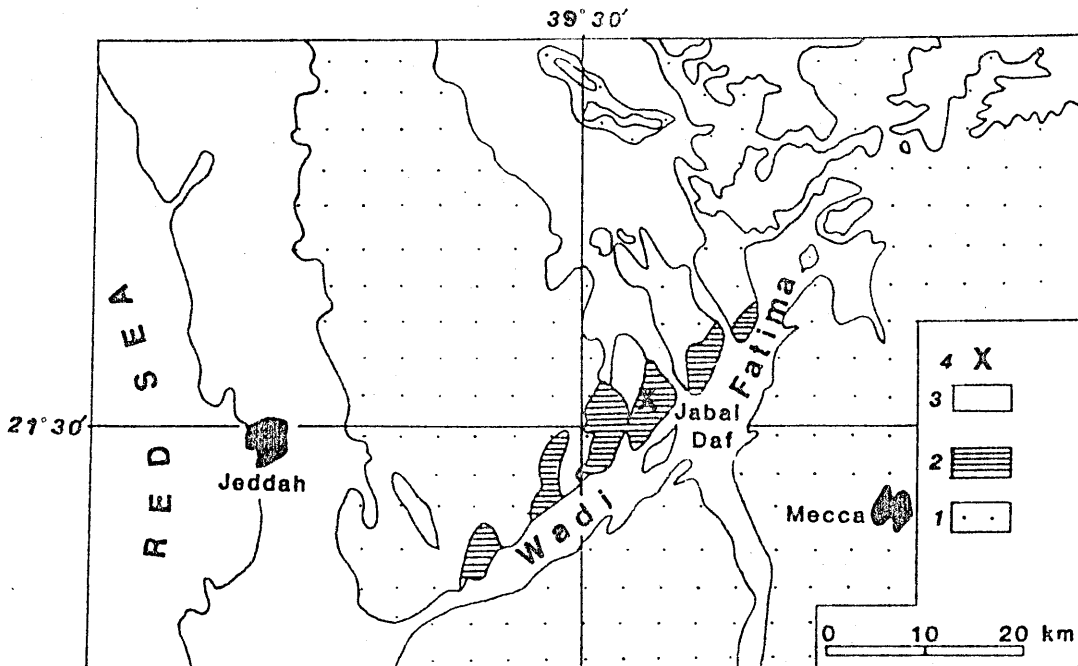 39° 30'
RED SEA
21° 30'
Jeddah
Wadi Fatima
Jabal
Daf
Mecca
4 X
3
2
1
0 10 20 km